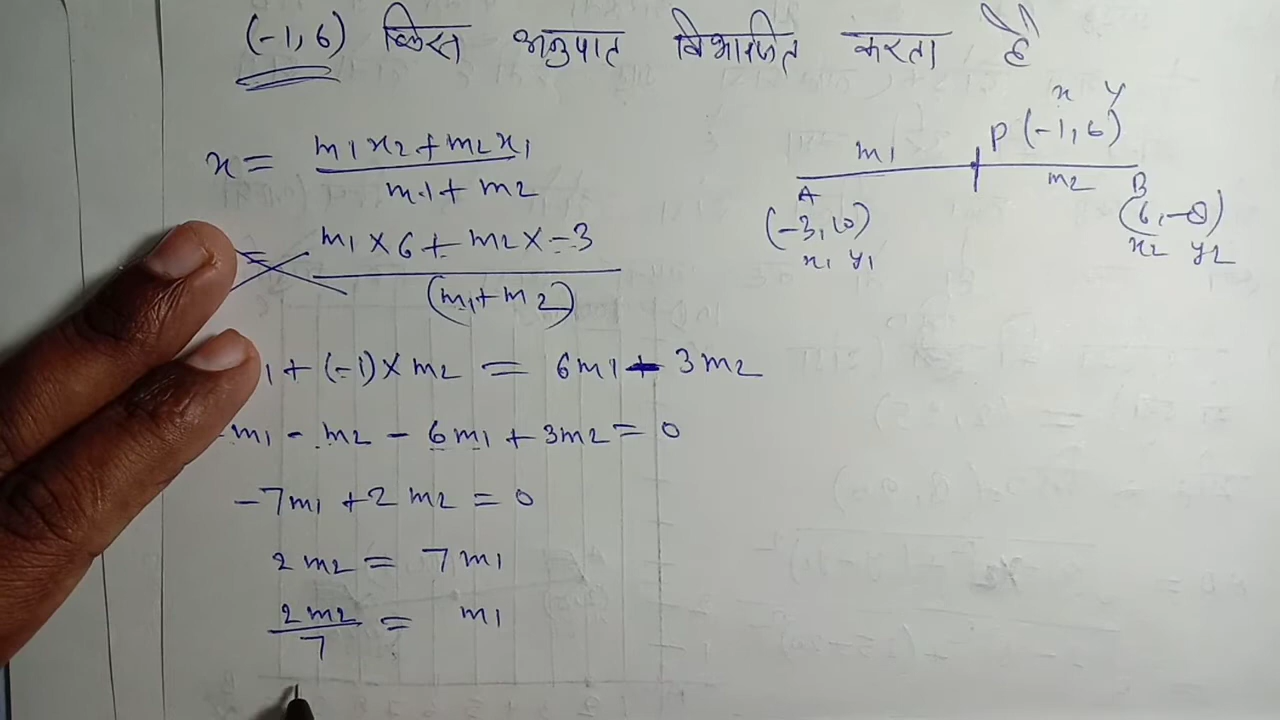 (-1, 6) किस अनुपात विभाजित करता है
x = m1x2 + m2x1 / m1 + m2
= m1 × 6 + m2 × -3 / (m1 + m2)
1 + (-1) × m2 = 6m1 - 3m2
-m1 - m2 - 6m1 + 3m2 = 0
-7m1 + 2m2 = 0
2m2 = 7m1
2m2 / 7 = m1
x y
P (-1, 6)
m1
m2
A B
(-3, 10) (6, -8)
x1 y1 x2 y2